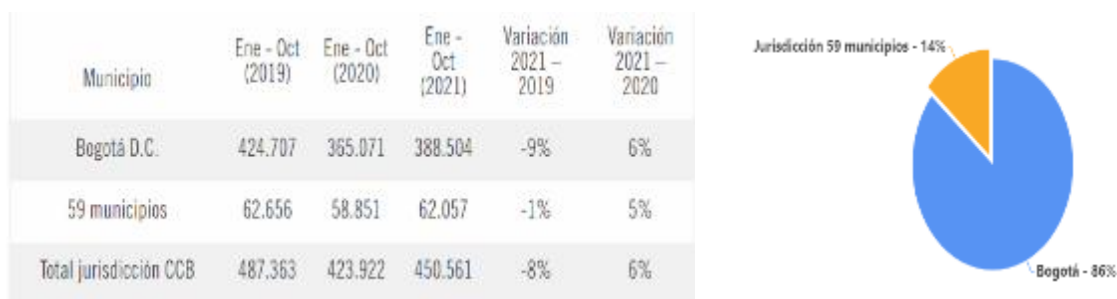 Municipio Ene - Oct (2019) Ene - Oct (2020) Ene - Oct (2021) Variación 2021 – 2019 Variación 2021 – 2020
Bogotá D.C. 424.707 365.071 388.504 -9% 6%
59 municipios 62.656 58.851 62.057 -1% 5%
Total jurisdicción CCB 487.363 423.922 450.561 -8% 6%
Jurisdicción 59 municipios - 14%
Bogotá - 86%